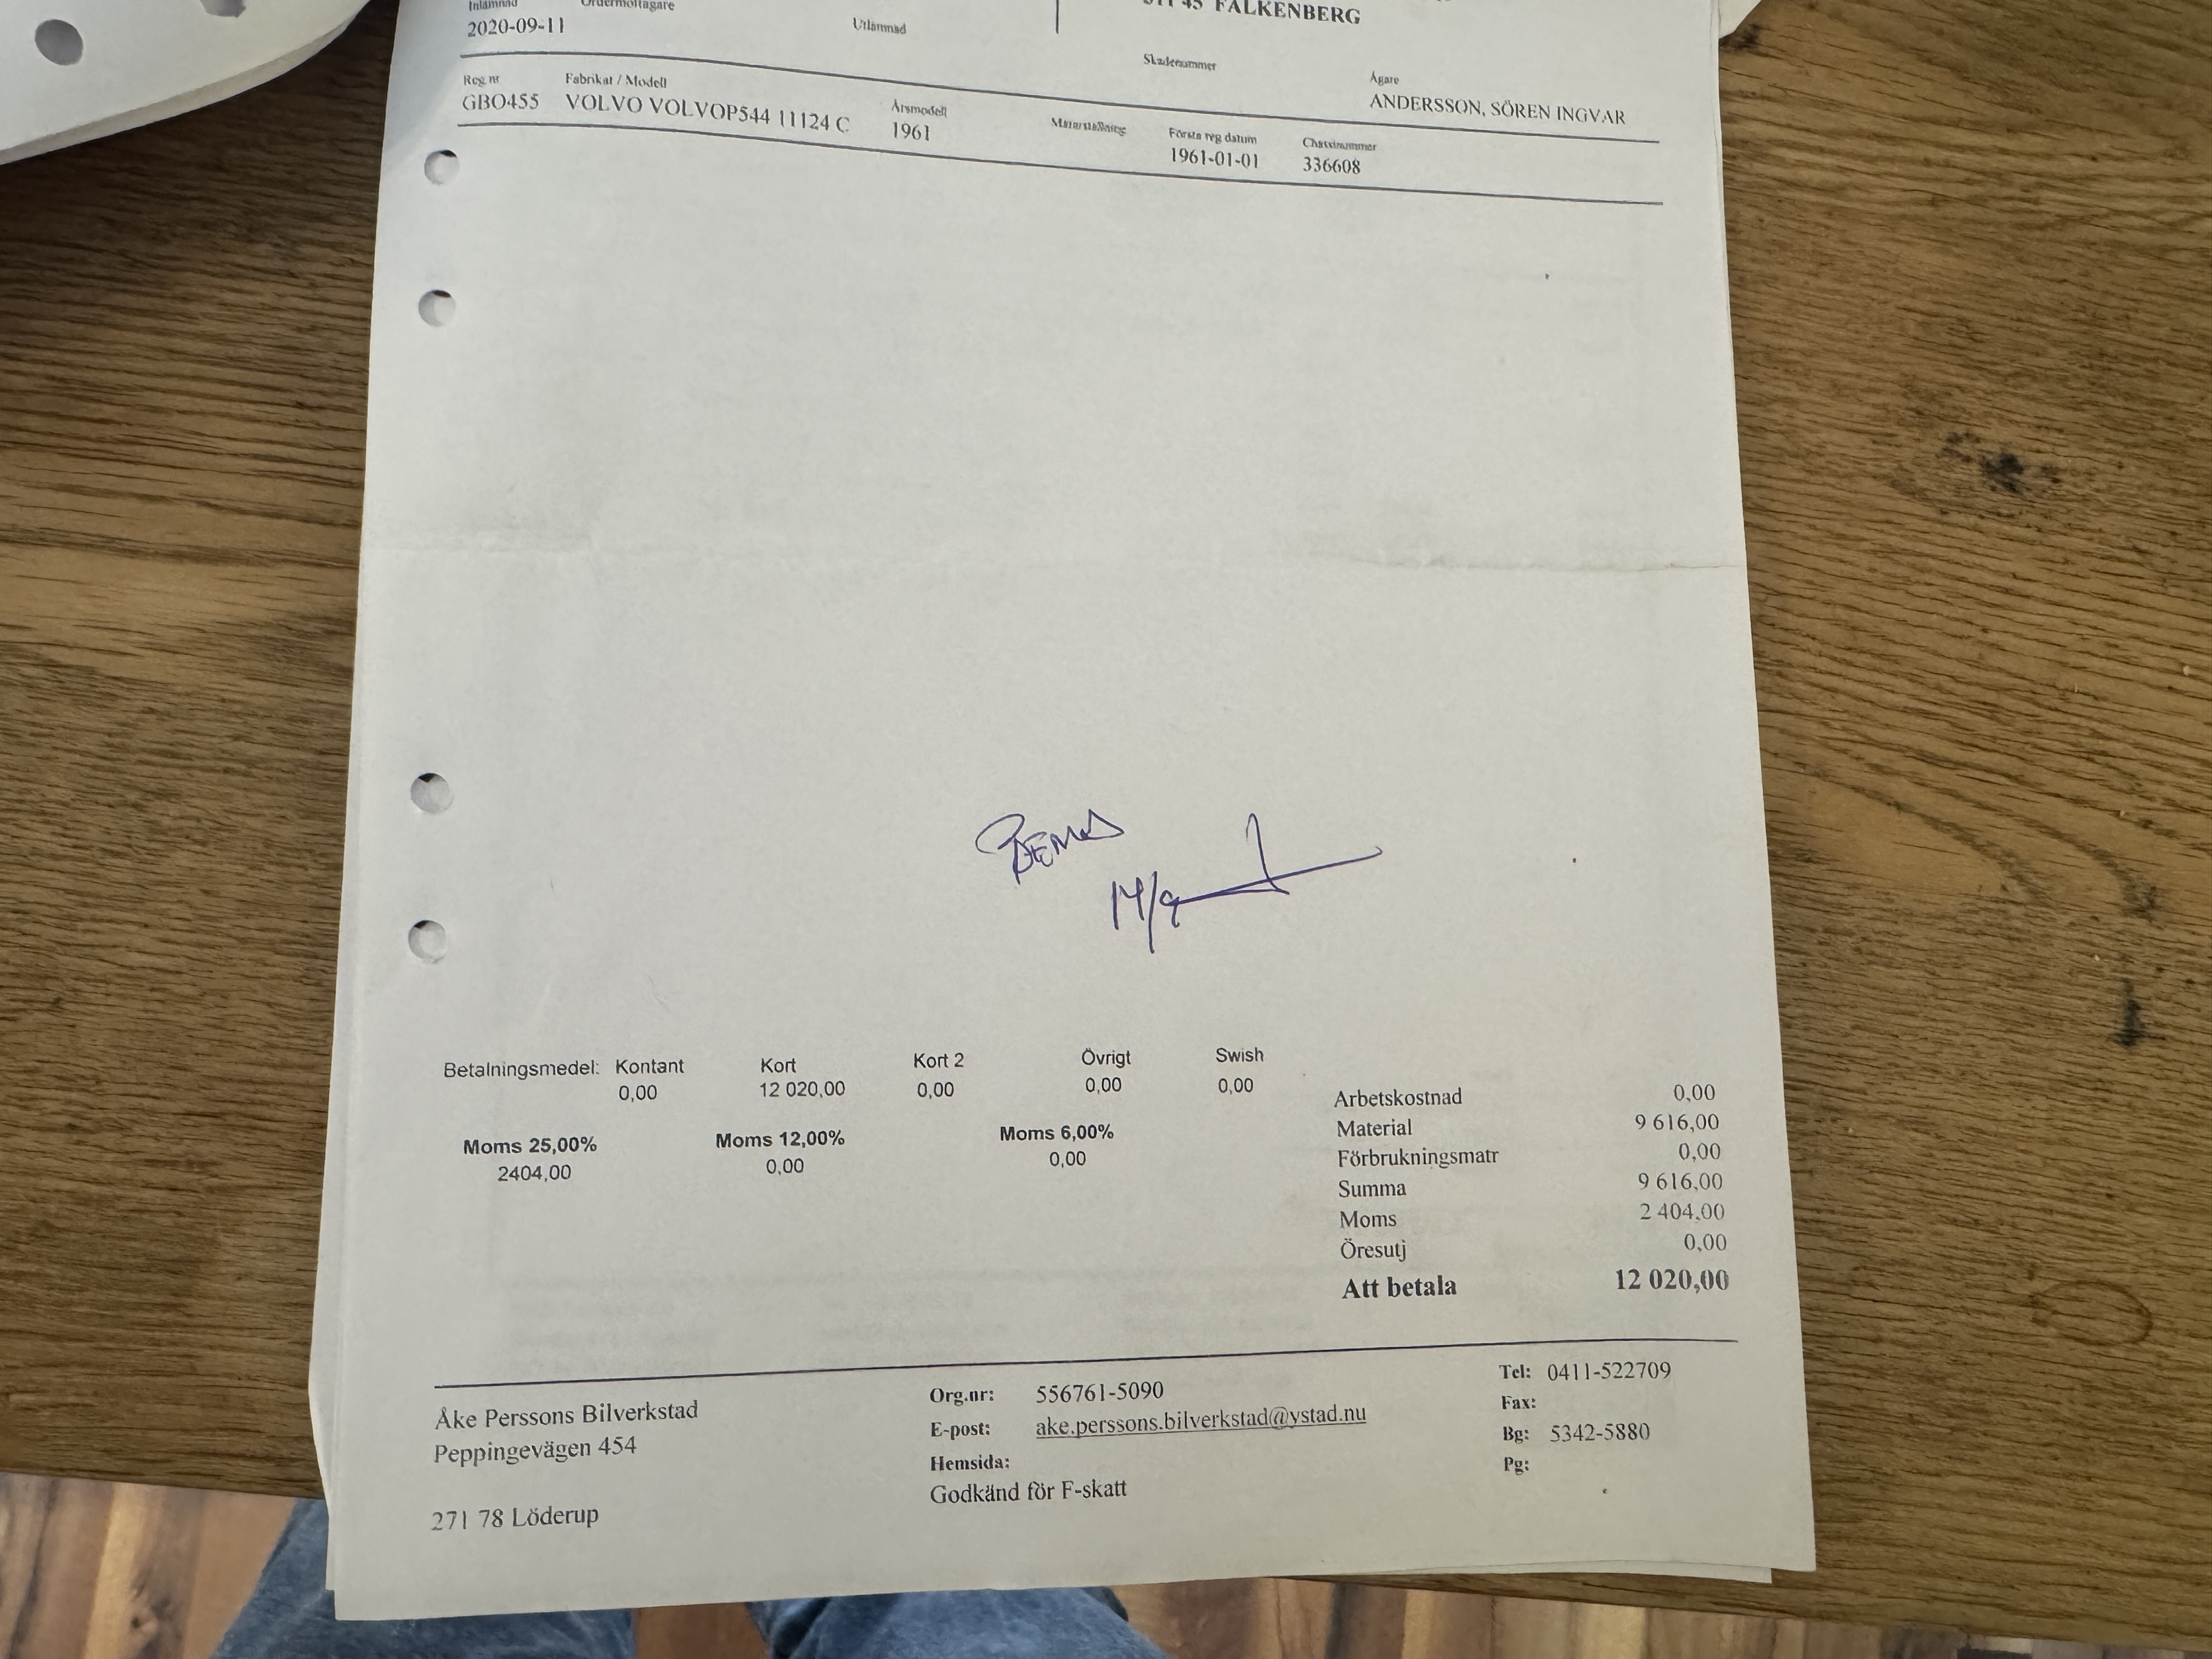 Inlämnad Ordermottagare Utlämnad
2020-09-11
45 FALKENBERG
Skadenummer
Ägare
ANDERSSON, SÖREN INGVAR
Reg nr Fabrikat / Modell Årsmodell Mätarställning Första reg datum Chassinummer
GBO455 VOLVO VOLVOP544 11124 C 1961 1961-01-01 336608
14/9
Betalningsmedel: Kontant Kort Kort 2 Övrigt Swish
0,00 12 020,00 0,00 0,00 0,00
Moms 25,00% Moms 12,00% Moms 6,00%
2404,00 0,00 0,00
Arbetskostnad 0,00
Material 9 616,00
Förbrukningsmatr 0,00
Summa 9 616,00
Moms 2 404,00
Öresutj 0,00
Att betala 12 020,00
Åke Perssons Bilverkstad
Peppingevägen 454
271 78 Löderup
Org.nr: 556761-5090
E-post: ake.perssons.bilverkstad@ystad.nu
Hemsida:
Godkänd för F-skatt
Tel: 0411-522709
Fax:
Bg: 5342-5880
Pg: